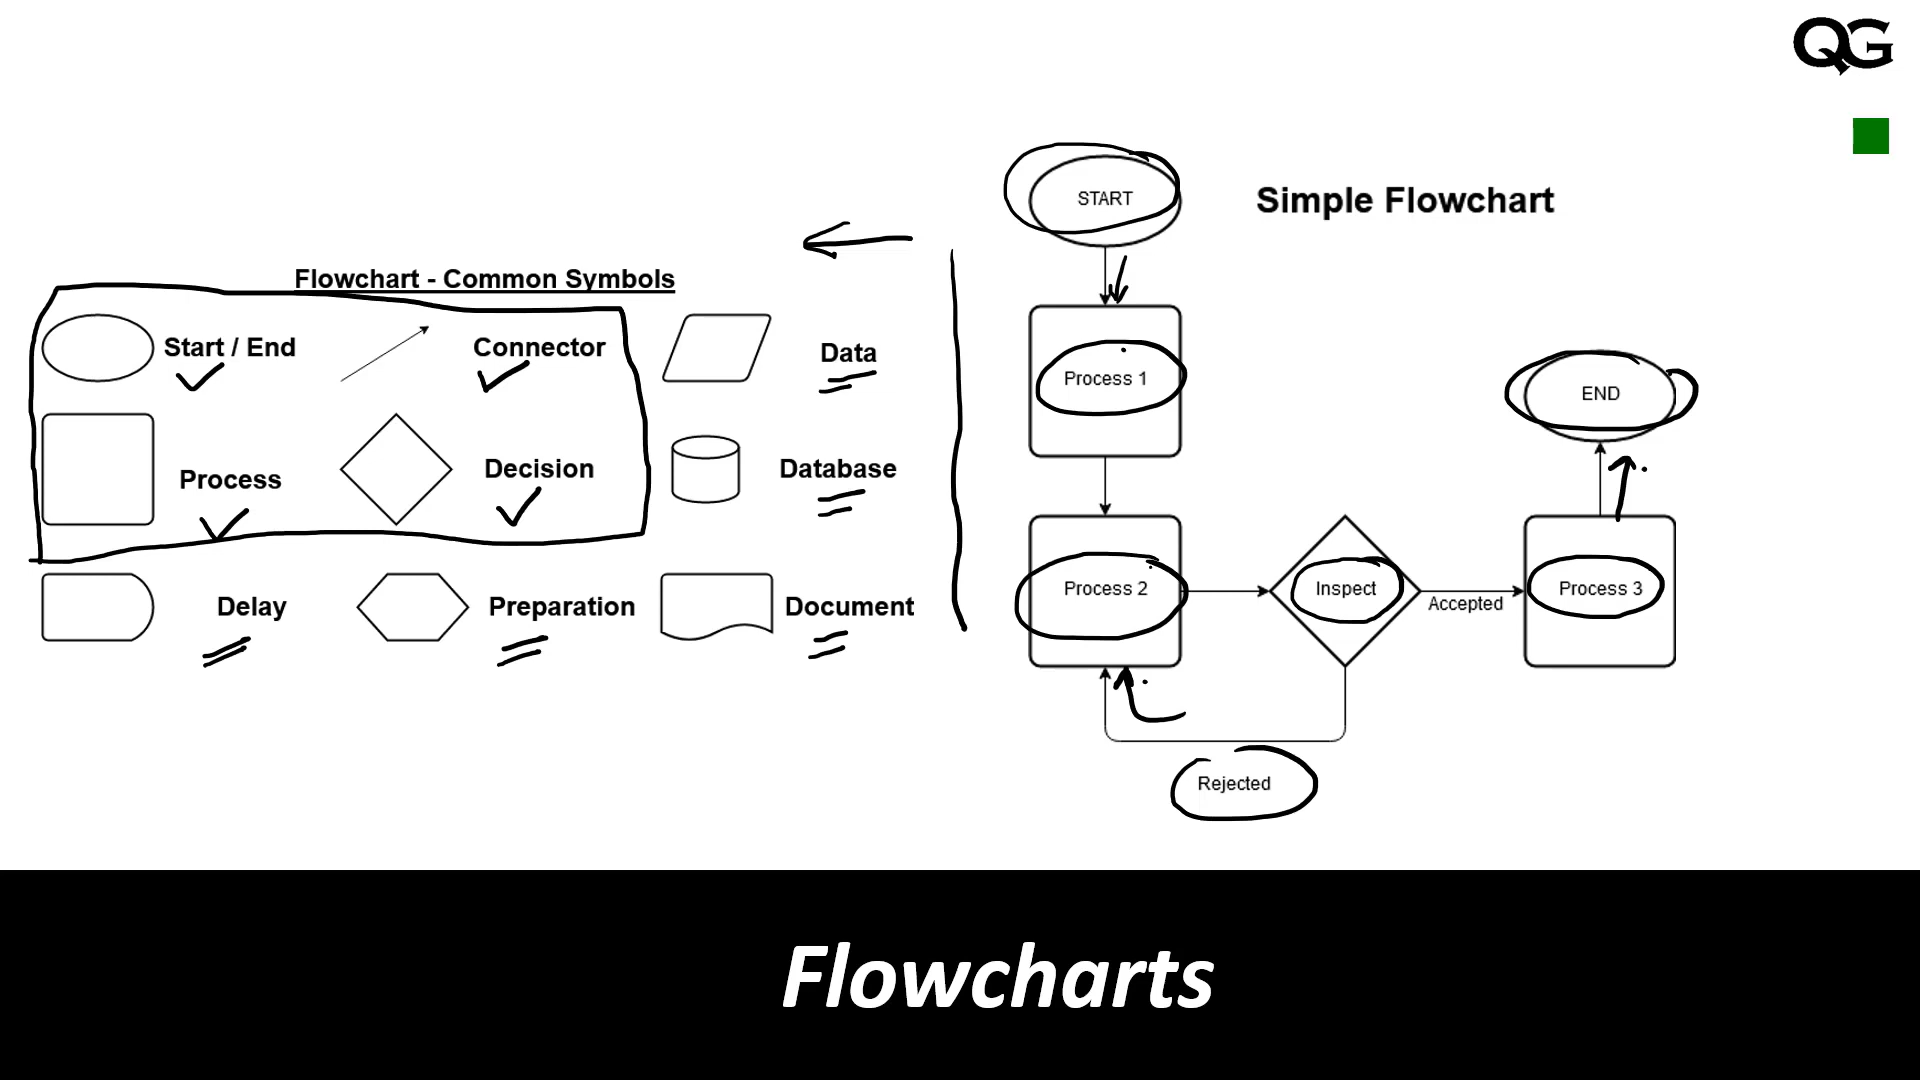 QG
Simple Flowchart
Flowchart - Common Symbols
Start / End
Connector
Data
Process
Decision
Database
Delay
Preparation
Document
START
Process 1
Process 2
Inspect
Accepted
Process 3
END
Rejected
Flowcharts